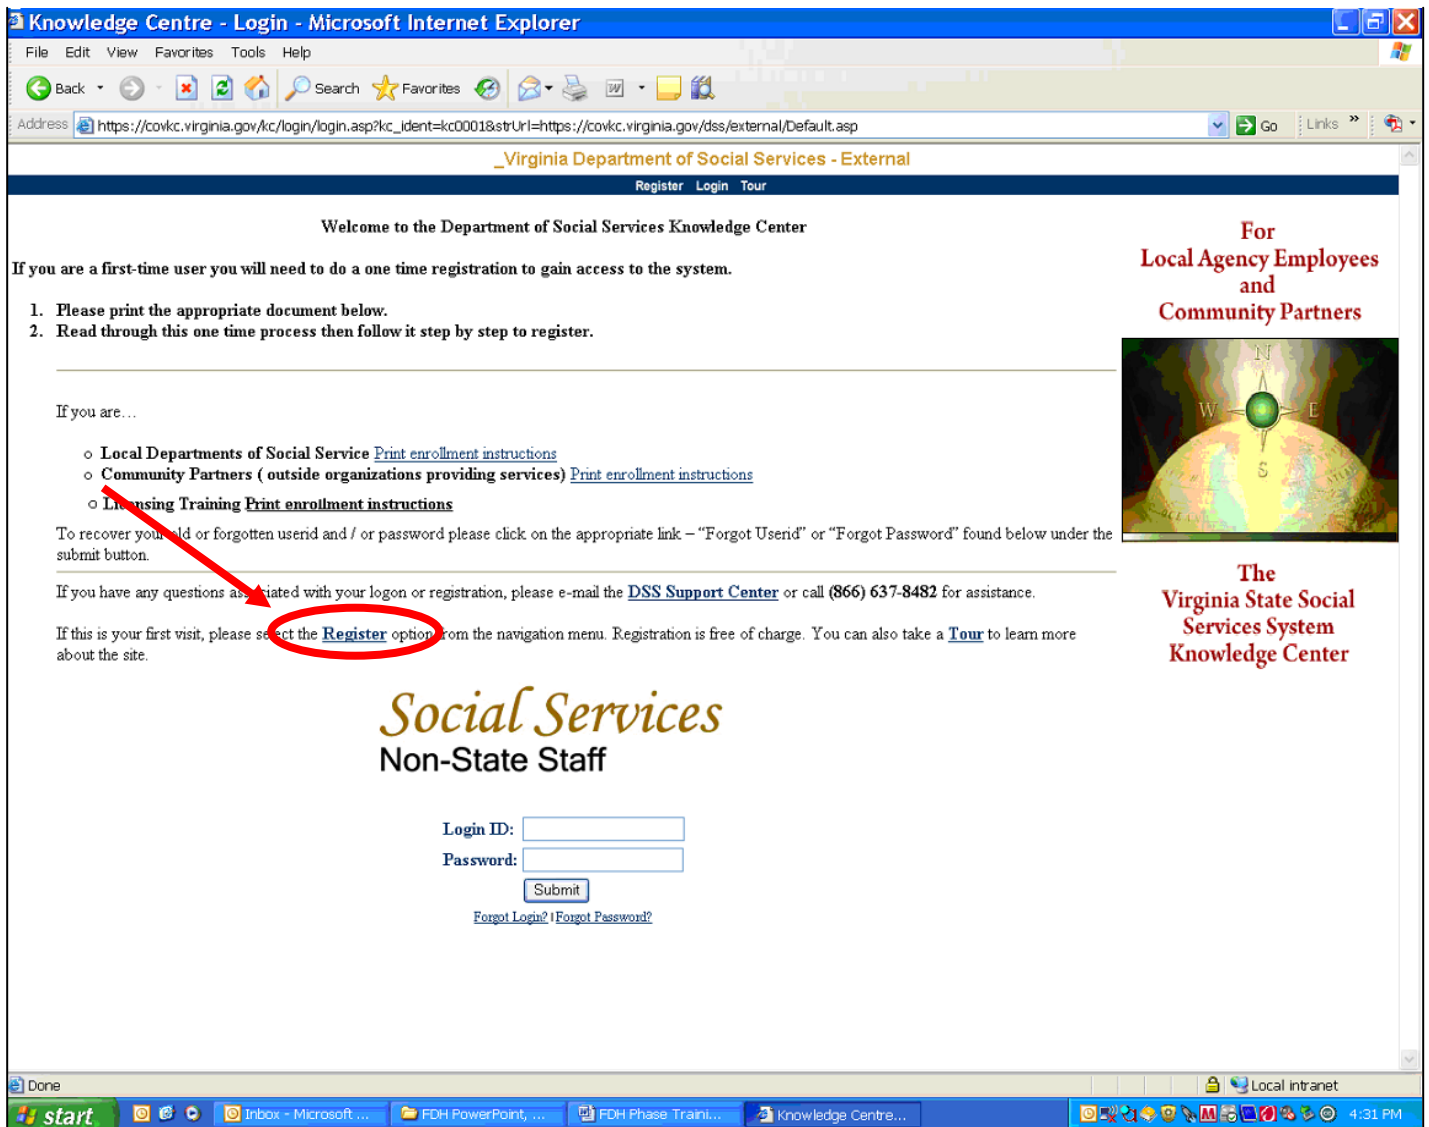 Knowledge Centre - Login - Microsoft Internet Explorer
File Edit View Favorites Tools Help
Back Search Favorites
Address https://covkc.virginia.gov/kc/login/login.asp?kc_ident=kc0001&strUrl=https://covkc.virginia.gov/dss/external/Default.asp Go Links »
_Virginia Department of Social Services - External
Register Login Tour
Welcome to the Department of Social Services Knowledge Center
If you are a first-time user you will need to do a one time registration to gain access to the system.
1. Please print the appropriate document below.
2. Read through this one time process then follow it step by step to register.
If you are…
Local Departments of Social Service Print enrollment instructions
Community Partners ( outside organizations providing services) Print enrollment instructions
Licensing Training Print enrollment instructions
To recover your old or forgotten userid and / or password please click on the appropriate link – “Forgot Userid” or “Forgot Password” found below under the
submit button.
If you have any questions associated with your logon or registration, please e-mail the DSS Support Center or call (866) 637-8482 for assistance.
If this is your first visit, please select the Register option from the navigation menu. Registration is free of charge. You can also take a Tour to learn more
about the site.
For
Local Agency Employees
and
Community Partners
N
W E
S
The
Virginia State Social
Services System
Knowledge Center
Social Services
Non-State Staff
Login ID:
Password:
Submit
Forgot Login? | Forgot Password?
Done Local intranet
start Inbox - Microsoft ... FDH PowerPoint, ... FDH Phase Traini... Knowledge Centre... 4:31 PM